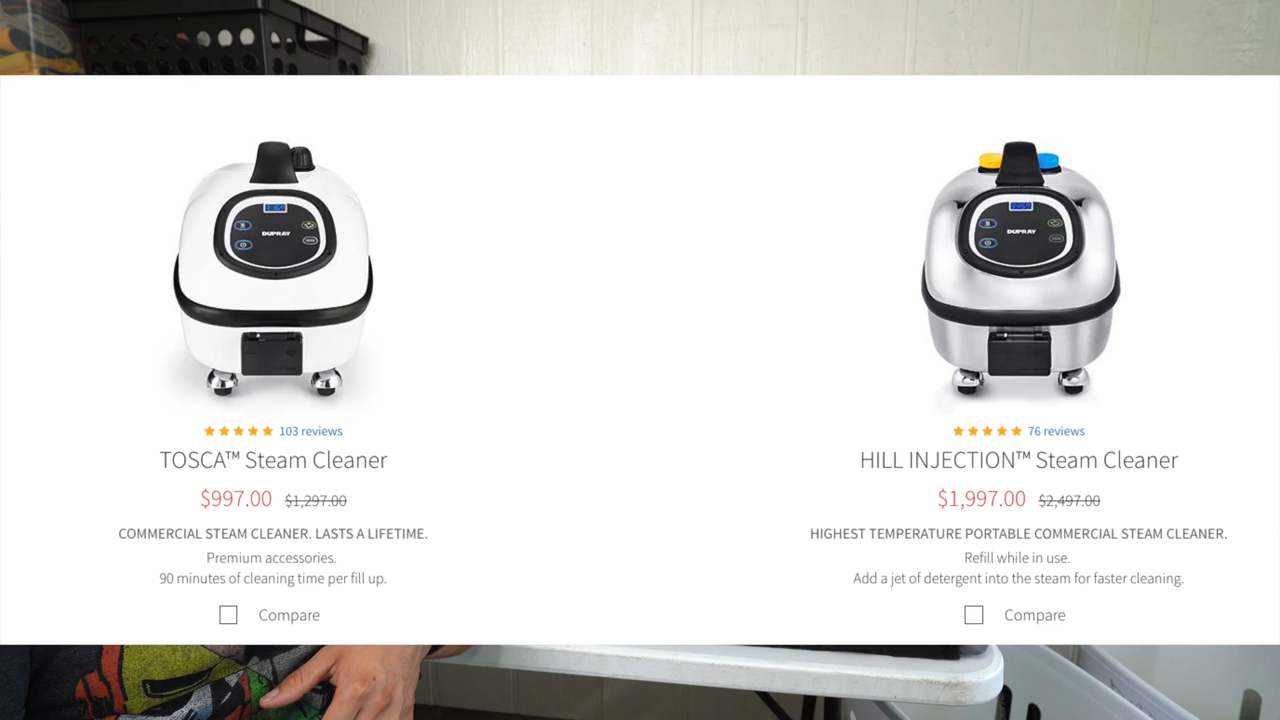 DUPRAY
103 reviews
TOSCA™ Steam Cleaner
$997.00 $1,297.00
COMMERCIAL STEAM CLEANER. LASTS A LIFETIME.
Premium accessories.
90 minutes of cleaning time per fill up.
Compare
DUPRAY
76 reviews
HILL INJECTION™ Steam Cleaner
$1,997.00 $2,497.00
HIGHEST TEMPERATURE PORTABLE COMMERCIAL STEAM CLEANER.
Refill while in use.
Add a jet of detergent into the steam for faster cleaning.
Compare